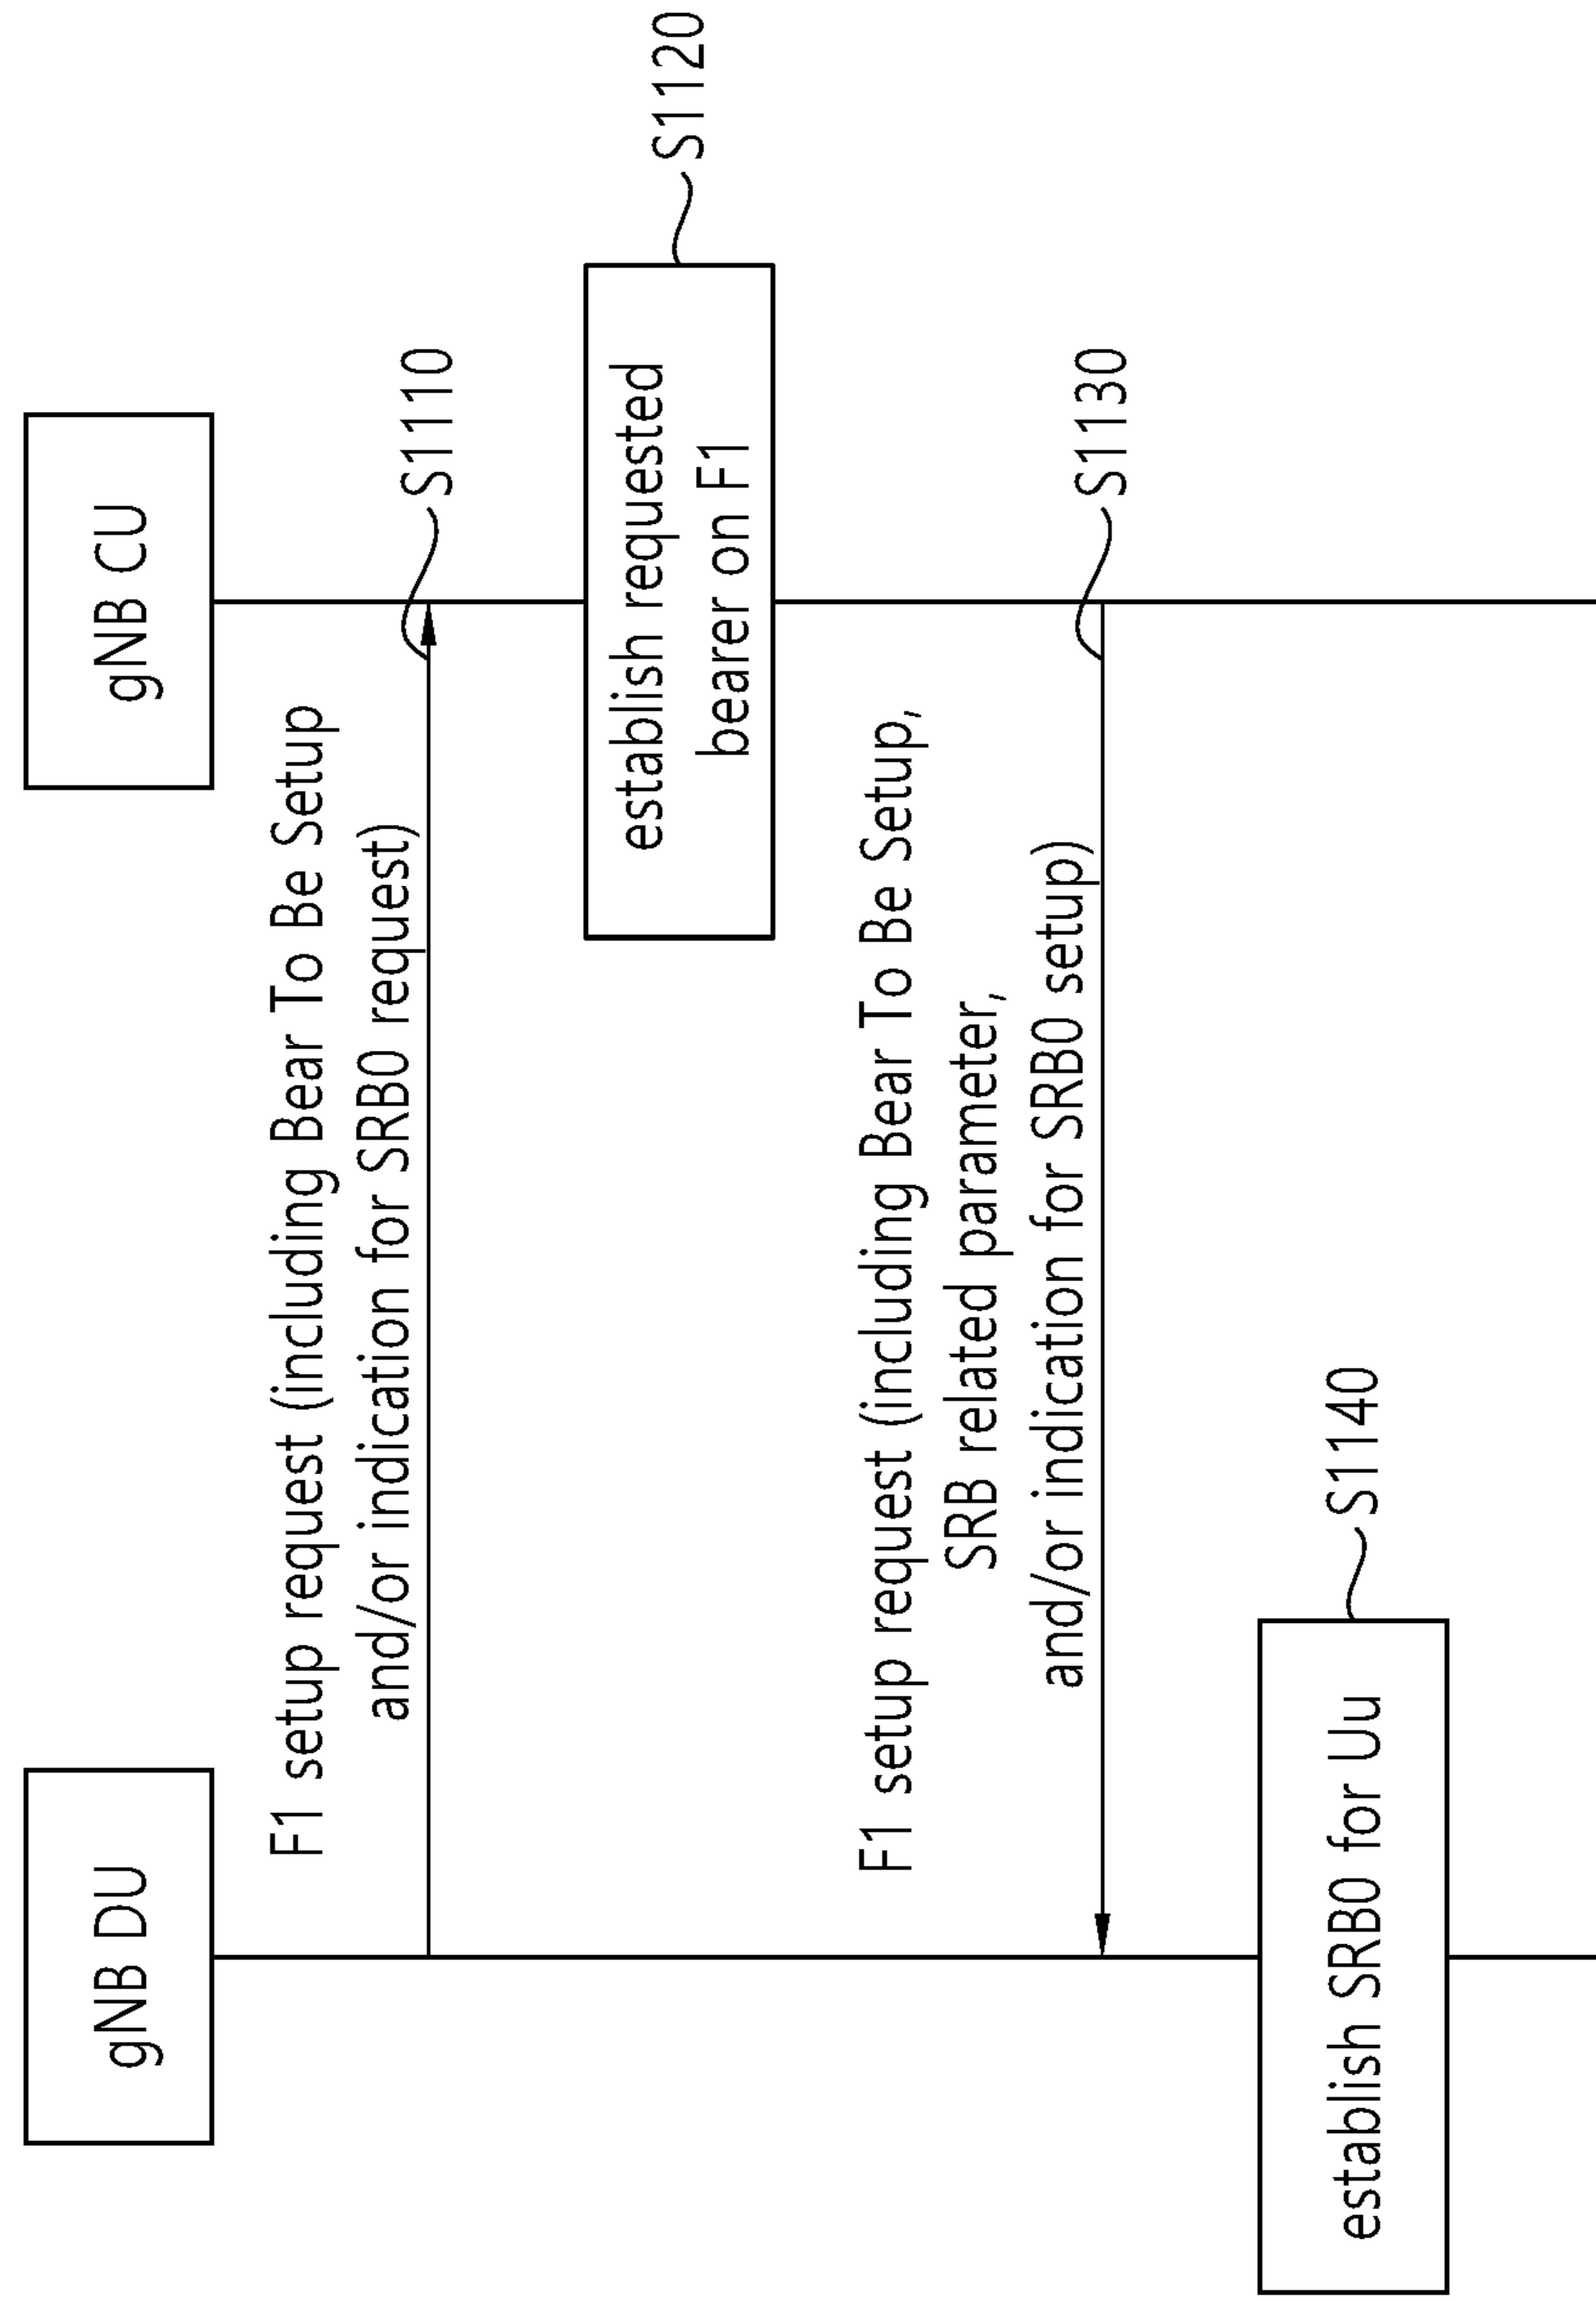 gNB DU
gNB CU
F1 setup request (including Bear To Be Setup
and/or indication for SRB0 request)
S1110
establish requested
bearer on F1
S1120
F1 setup request (including Bear To Be Setup,
SRB related parameter,
and/or indication for SRB0 setup)
S1130
establish SRB0 for Uu
S1140